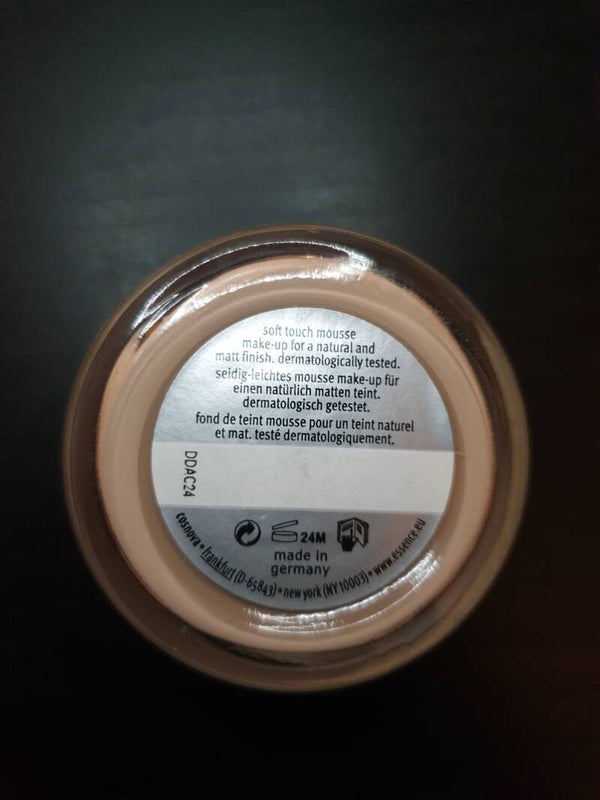 soft touch mousse
make-up for a natural and
matt finish. dermatologically tested.
seidig-leichtes mousse make-up für
einen natürlich matten teint.
dermatologisch getestet.
fond de teint mousse pour un teint naturel
et mat. testé dermatologiquement.
DDAC24
24M
made in
germany
cosnova • frankfurt (D-65843) • new york (NY 10003) • www.essence.eu